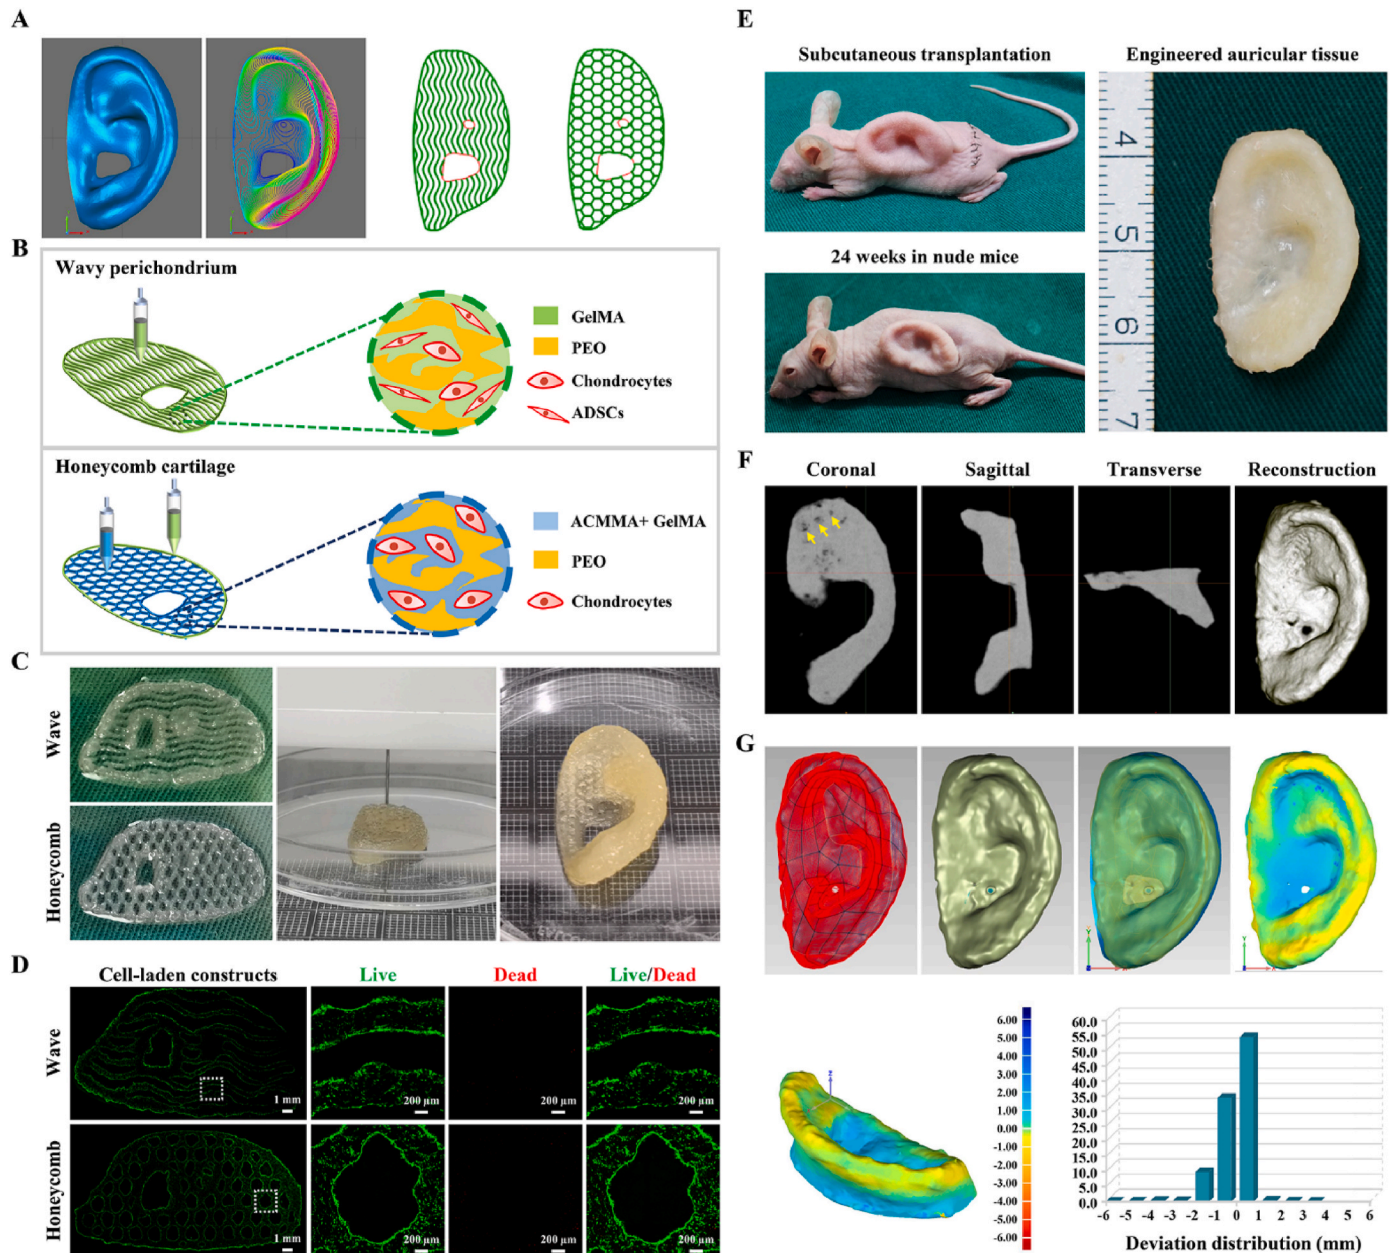 A
B
Wavy perichondrium
GelMA
PEO
Chondrocytes
ADSCs
Honeycomb cartilage
ACMMA+ GelMA
PEO
Chondrocytes
C
Wave
Honeycomb
D
Cell-laden constructs
Live
Dead
Live/Dead
Wave
1 mm
200 µm
200 µm
200 µm
Honeycomb
1 mm
200 µm
200 µm
200 µm
E
Subcutaneous transplantation
Engineered auricular tissue
24 weeks in nude mice
4
5
6
7
F
Coronal
Sagittal
Transverse
Reconstruction
G
Y
Y
X
Z
6.00
5.00
4.00
3.00
2.00
1.00
0.00
-1.00
-2.00
-3.00
-4.00
-5.00
-6.00
60.0
55.0
50.0
45.0
40.0
35.0
30.0
25.0
20.0
15.0
10.0
5.0
0.0
-6 -5 -4 -3 -2 -1 0 1 2 3 4 5 6
Deviation distribution (mm)